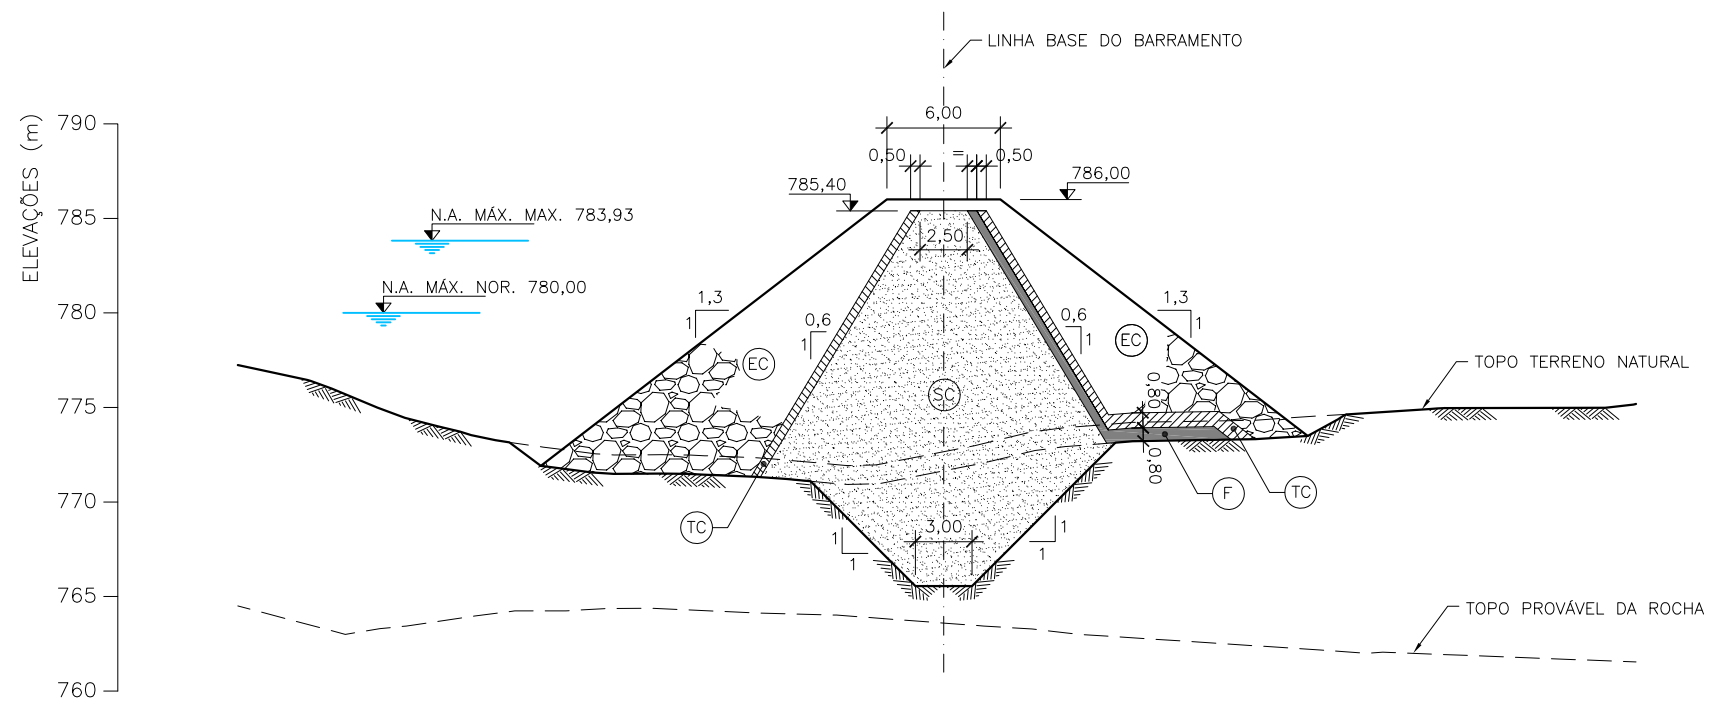 LINHA BASE DO BARRAMENTO
ELEVAÇÕES (m)
790
785
780
775
770
765
760
6,00
0,50
=
0,50
785,40
786,00
N.A. MÁX. MAX. 783,93
2,50
N.A. MÁX. NOR. 780,00
1,3
1
0,6
1
0,6
1
1,3
1
EC
EC
TOPO TERRENO NATURAL
SC
0,80
0,80
F
TC
TC
3,00
1
1
1
1
TOPO PROVÁVEL DA ROCHA